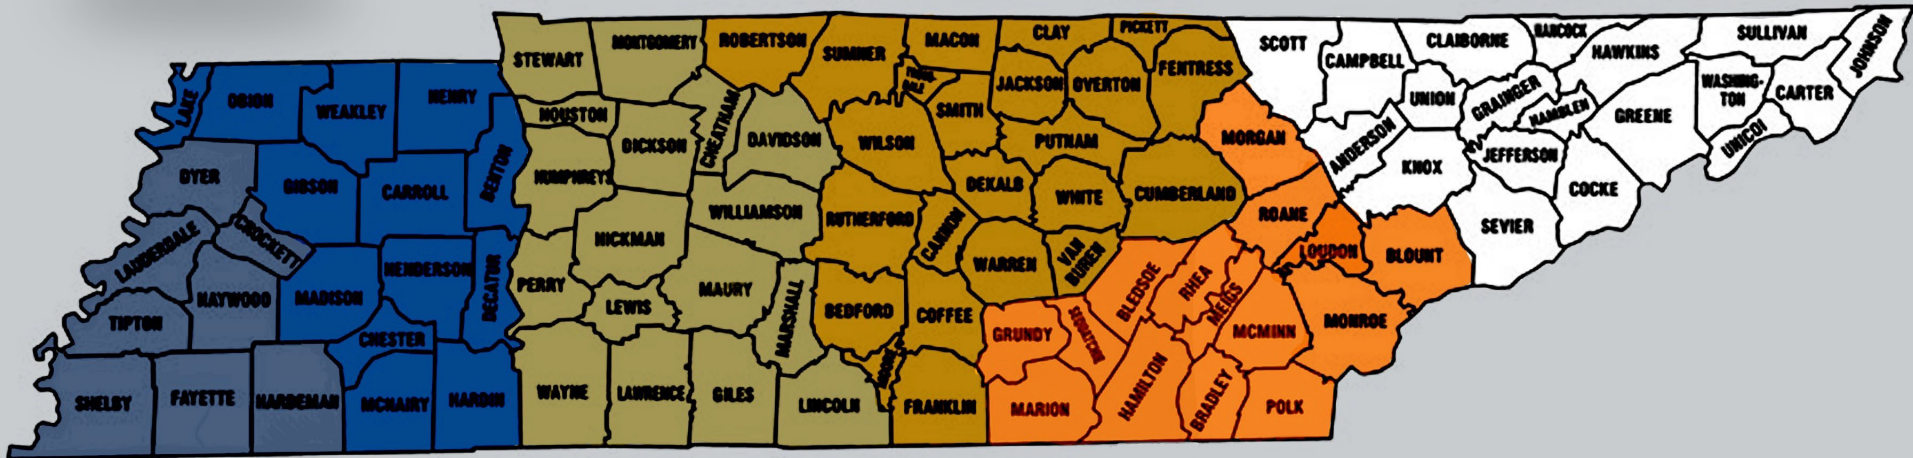 LAKE
OBION
WEAKLEY
HENRY
STEWART
MONTGOMERY
ROBERTSON
SUMNER
MACON
CLAY
PICKETT
SCOTT
CAMPBELL
CLAIBORNE
HANCOCK
HAWKINS
SULLIVAN
JOHNSON
HOUSTON
CHEATHAM
SMITH
JACKSON
OVERTON
FENTRESS
UNION
GRAINGER
HAMBLEN
GREENE
WASHING-
TON
CARTER
UNICOI
DYER
GIBSON
CARROLL
BENTON
HUMPHREYS
DICKSON
DAVIDSON
WILSON
PUTNAM
MORGAN
ANDERSON
KNOX
JEFFERSON
COCKE
SEVIER
LAUDERDALE
CROCKETT
HICKMAN
WILLIAMSON
RUTHERFORD
CANNON
DEKALB
WHITE
CUMBERLAND
ROANE
LOUDON
BLOUNT
TIPTON
HAYWOOD
MADISON
HENDERSON
DECATUR
PERRY
LEWIS
MAURY
MARSHALL
BEDFORD
COFFEE
WARREN
VAN
BUREN
BLEDSOE
RHEA
MEIGS
MCMINN
MONROE
CHESTER
GRUNDY
SEQUATCHIE
SHELBY
FAYETTE
HARDEMAN
MCNAIRY
HARDIN
WAYNE
LAWRENCE
GILES
LINCOLN
MOORE
FRANKLIN
MARION
HAMILTON
BRADLEY
POLK